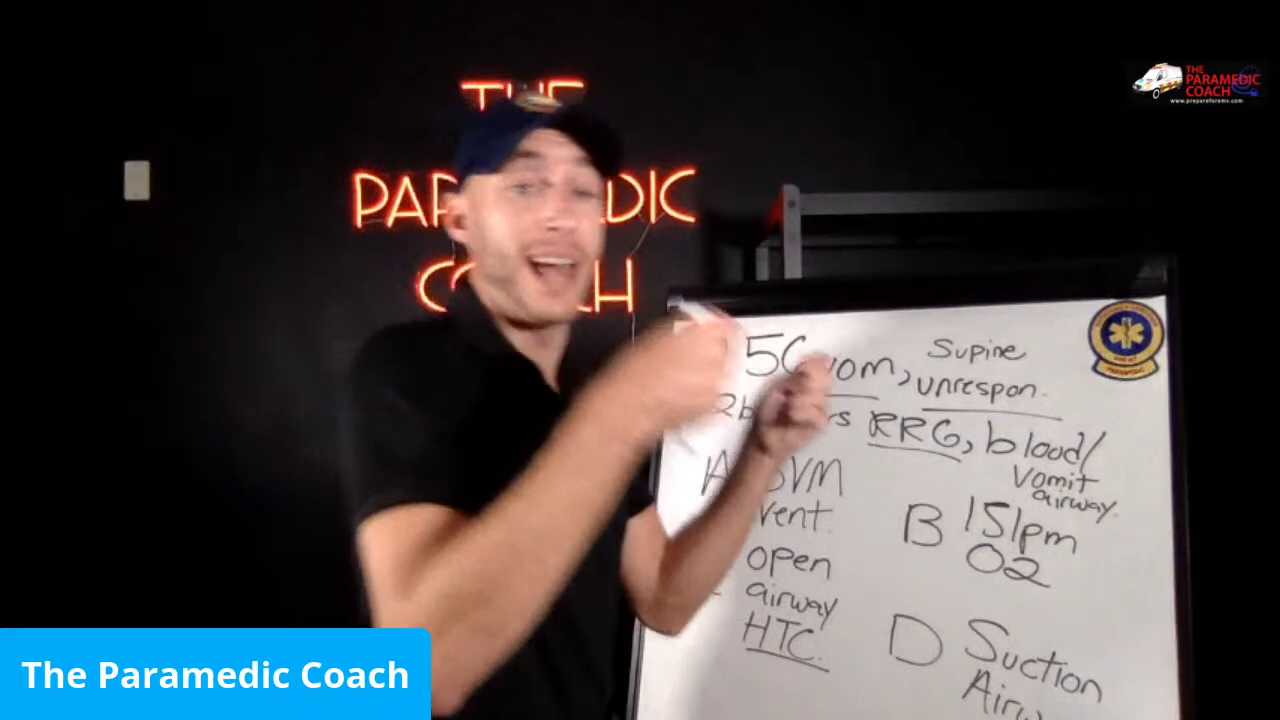 THE
PARAMEDIC
COACH
www.prepareforems.com
THE
COACH
Supine
yom, unrespon.
RR6, blood/
vomit
airway.
BVM
vent.
open
airway
HTC.
B 15lpm
O2
D Suction
The Paramedic Coach